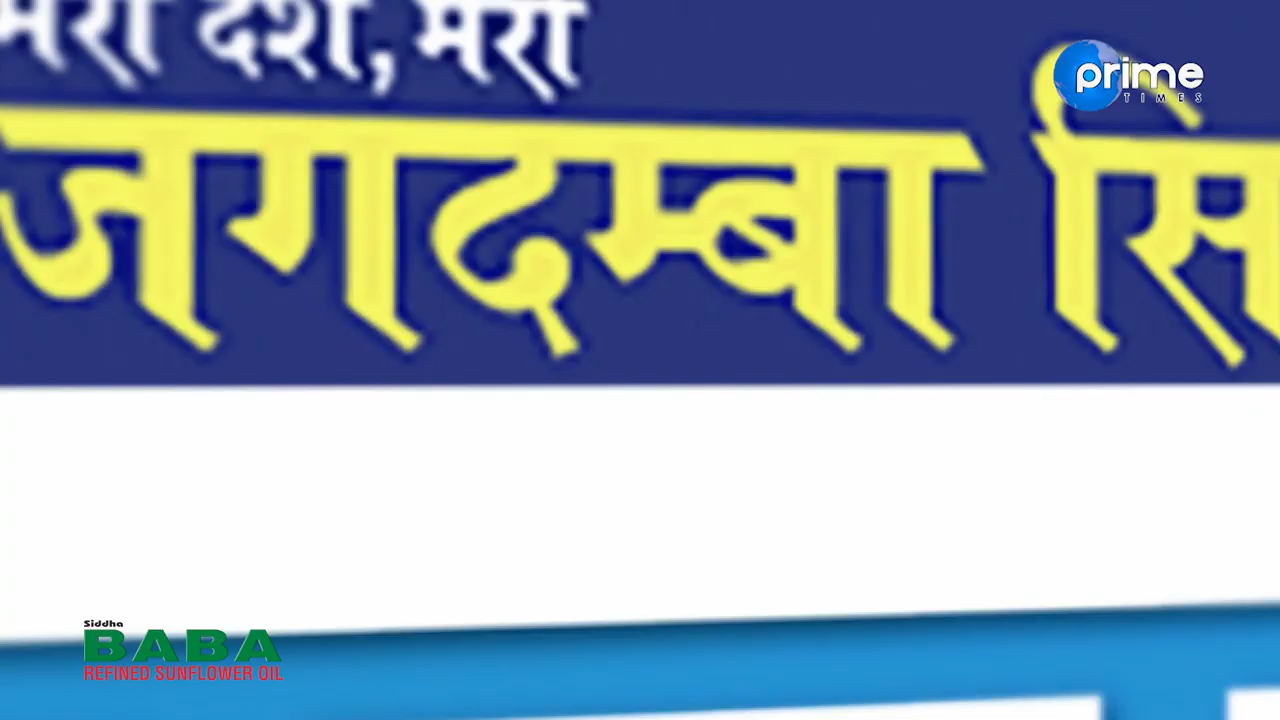 मेरो देश, मेरो
prime
TIMES
जगदम्बा सि
Siddha
BABA
REFINED SUNFLOWER OIL